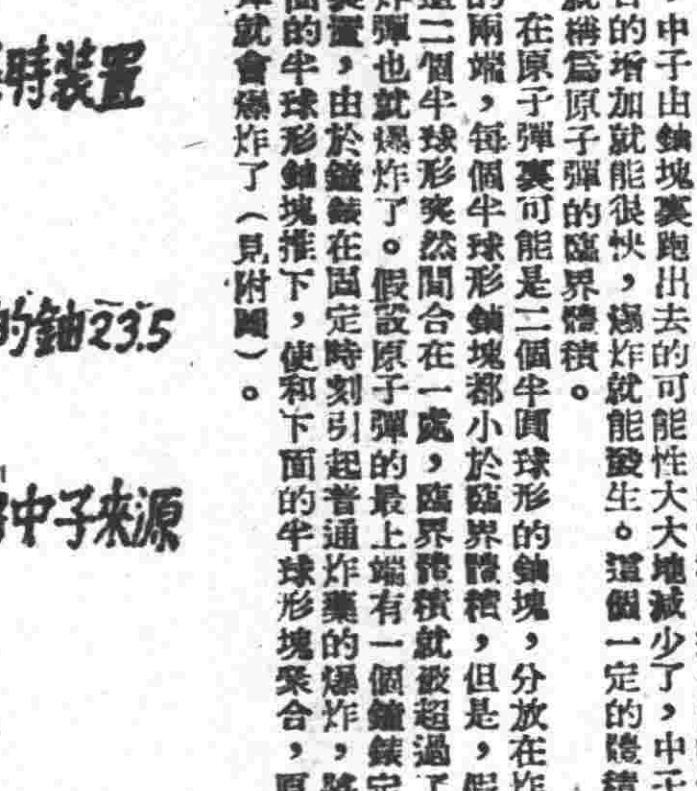 ，中子由鈾塊裏跑出去的可能性大大地減少了，中子
的增加就能很快，爆炸就能發生。這個一定的體積
就稱爲原子彈的臨界體積。
在原子彈裏可能是二個半圓球形的鈾塊，分放在炸
的兩端，每個半球形鈾塊都小於臨界體積，但是，假
這二個半球形突然間合在一處，臨界體積就被超過了
炸彈也就爆炸了。假設原子彈的最上端有一個鐘錶定
裝置，由於鐘錶在固定時刻引起普通炸藥的爆炸，將
面的半球形鈾塊推下，使和下面的半球形塊聚合，原
彈就會爆炸了（見附圖）。
時裝置
的鈾23.5
中子來源